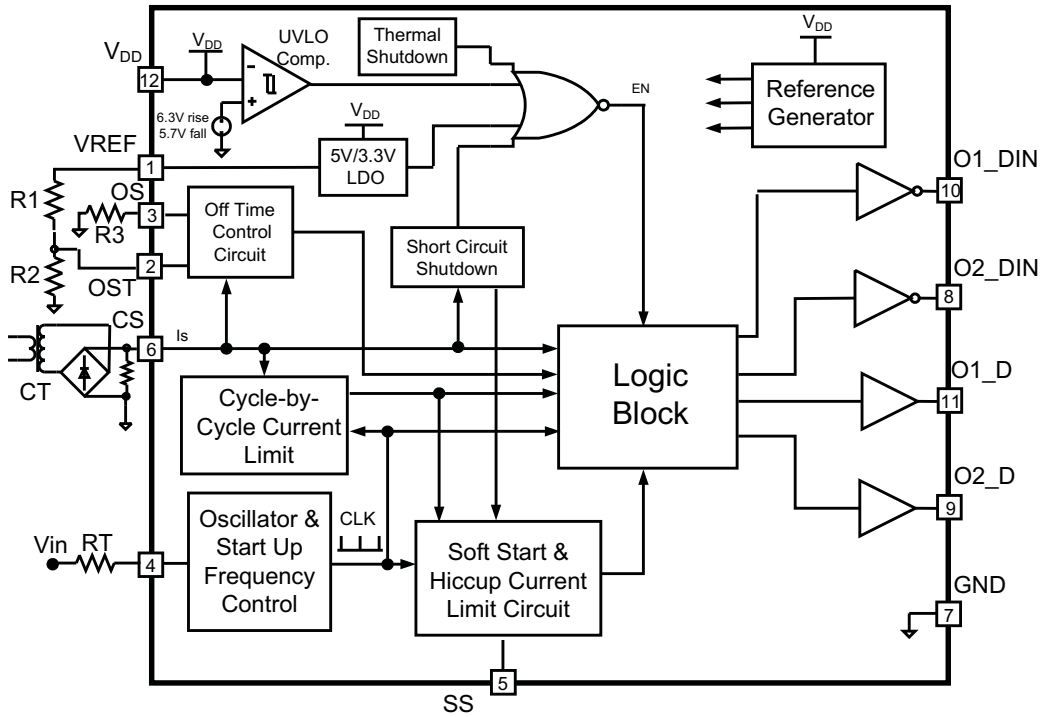 VDD
12
VDD
UVLO
Comp.
6.3V rise
5.7V fall
Thermal
Shutdown
EN
VDD
Reference
Generator
VREF
1
VDD
5V/3.3V
LDO
R1
OS
3
R3
Off Time
Control
Circuit
R2
2
OST
Short Circuit
Shutdown
O1_DIN
10
O2_DIN
8
CS
6
Is
CT
Cycle-by-
Cycle Current
Limit
Logic
Block
O1_D
11
O2_D
9
Vin
RT
4
Oscillator &
Start Up
Frequency
Control
CLK
Soft Start &
Hiccup Current
Limit Circuit
GND
7
5
SS